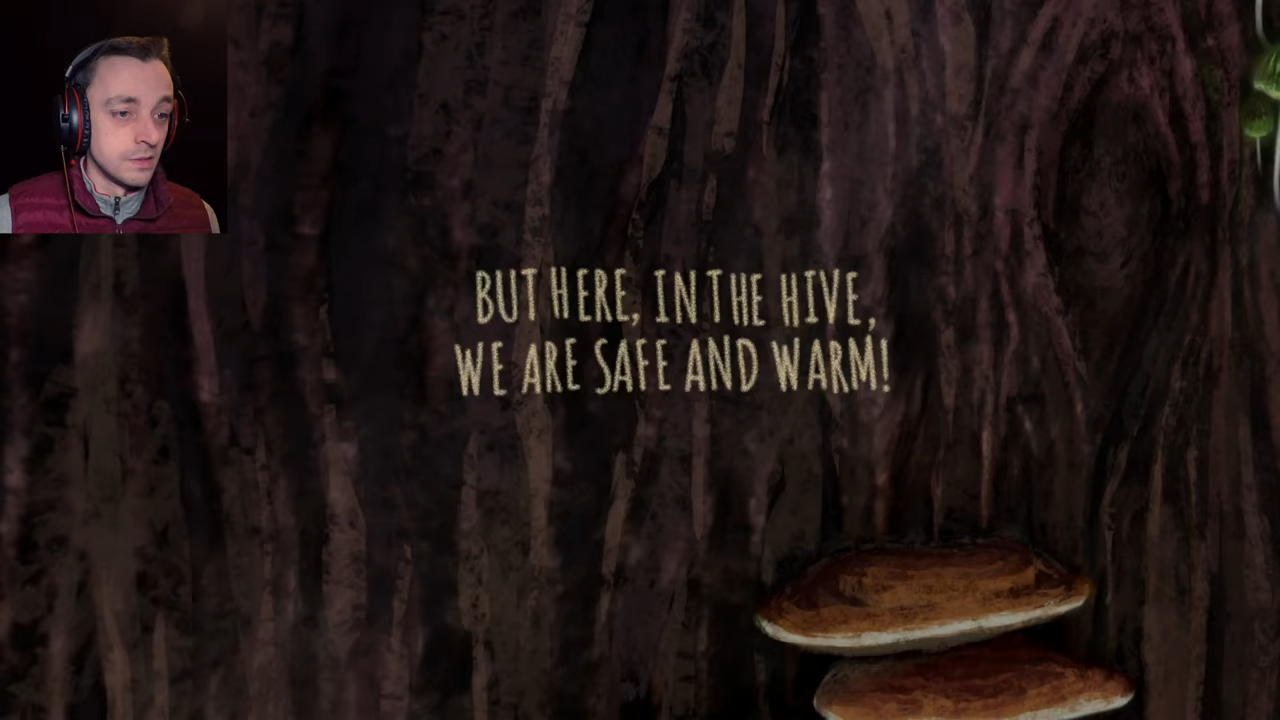 BUT HERE, IN THE HIVE,
WE ARE SAFE AND WARM!